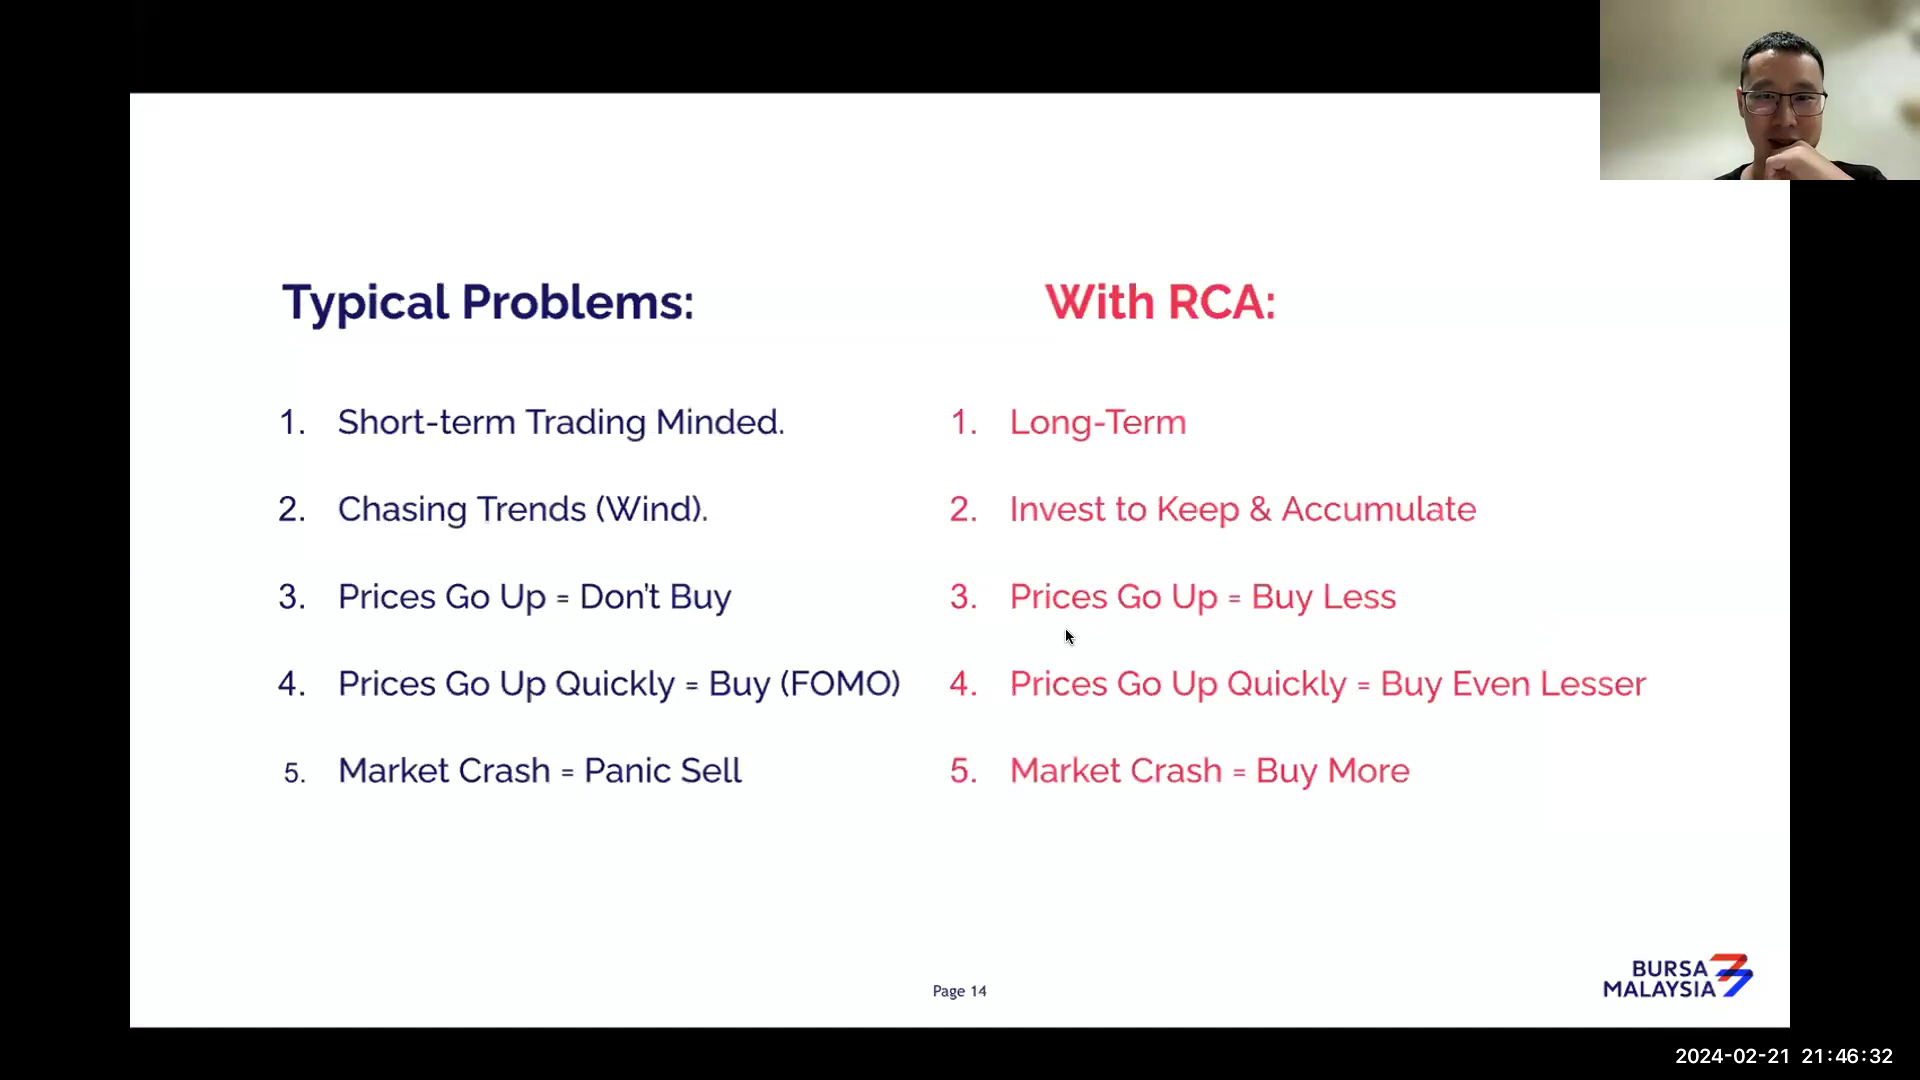 Typical Problems:
With RCA:
1. Short-term Trading Minded.
2. Chasing Trends (Wind).
3. Prices Go Up = Don't Buy
4. Prices Go Up Quickly = Buy (FOMO)
5. Market Crash = Panic Sell
1. Long-Term
2. Invest to Keep & Accumulate
3. Prices Go Up = Buy Less
4. Prices Go Up Quickly = Buy Even Lesser
5. Market Crash = Buy More
Page 14
BURSA
MALAYSIA
2024-02-21 21:46:32